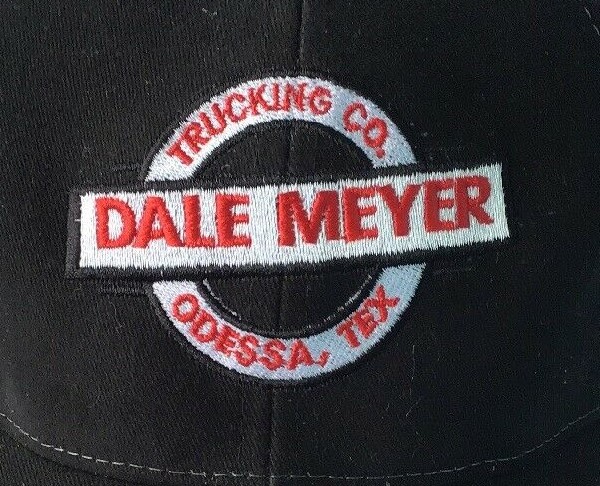 TRUCKING CO.
DALE MEYER
ODESSA, TEX